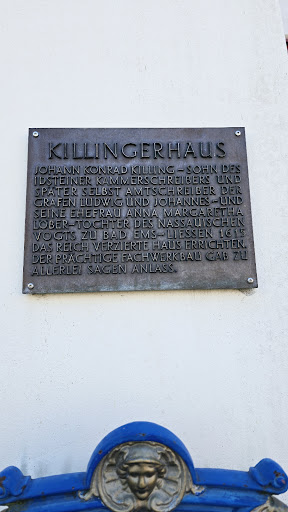 KILLINGERHAUS
JOHANN KONRAD KILLING – SOHN DES
IDSTEINER KAMMERSCHREIBERS UND
SPÄTER SELBST AMTSCHREIBER DER
GRAFEN LUDWIG UND JOHANNES – UND
SEINE EHEFRAU ANNA MARGARETHA
LÖBER – TOCHTER DES NASSAUISCHEN
VOGTS ZU BAD EMS – LIESSEN 1615
DAS REICH VERZIERTE HAUS ERRICHTEN.
DER PRÄCHTIGE FACHWERKBAU GAB ZU
ALLERLEI SAGEN ANLASS.